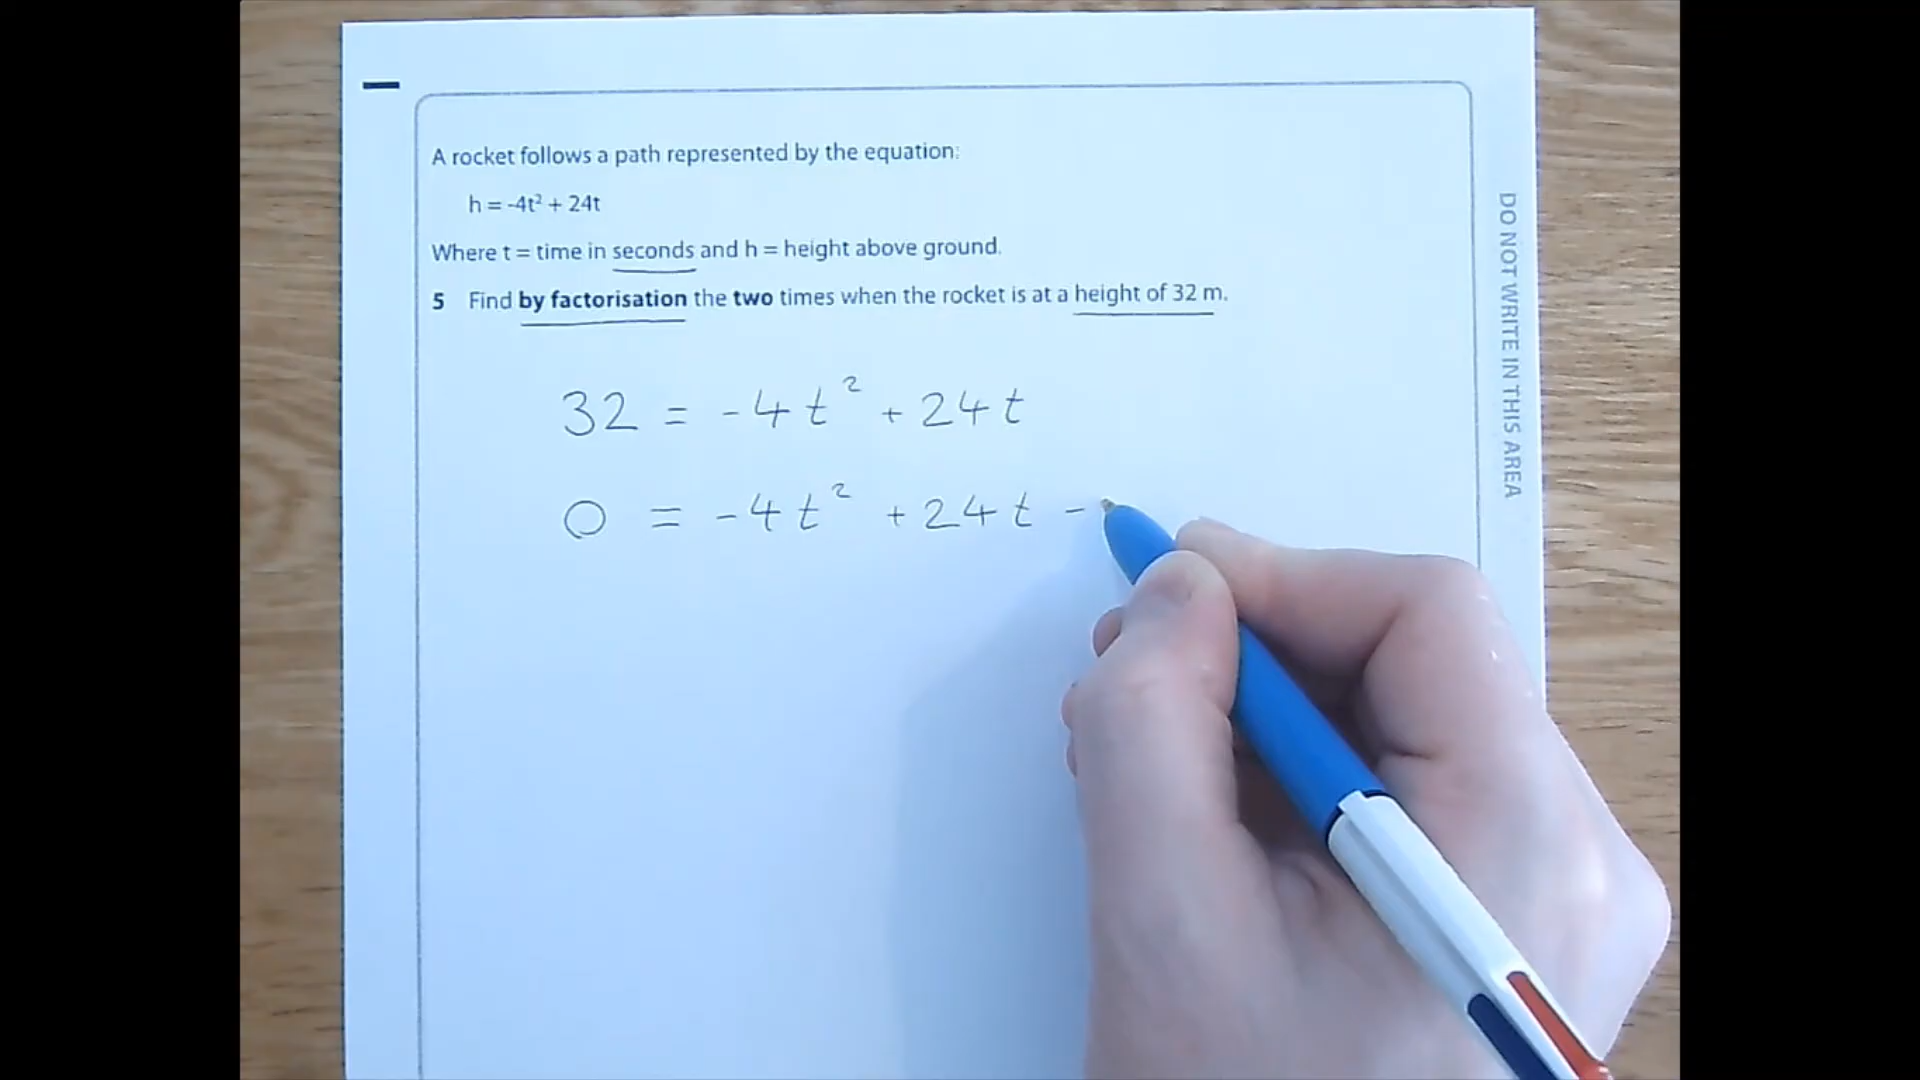 A rocket follows a path represented by the equation:
h = -4t² + 24t
Where t = time in seconds and h = height above ground.
5 Find by factorisation the two times when the rocket is at a height of 32 m.
32 = -4t² + 24t
0 = -4t² + 24t -
DO NOT WRITE IN THIS AREA